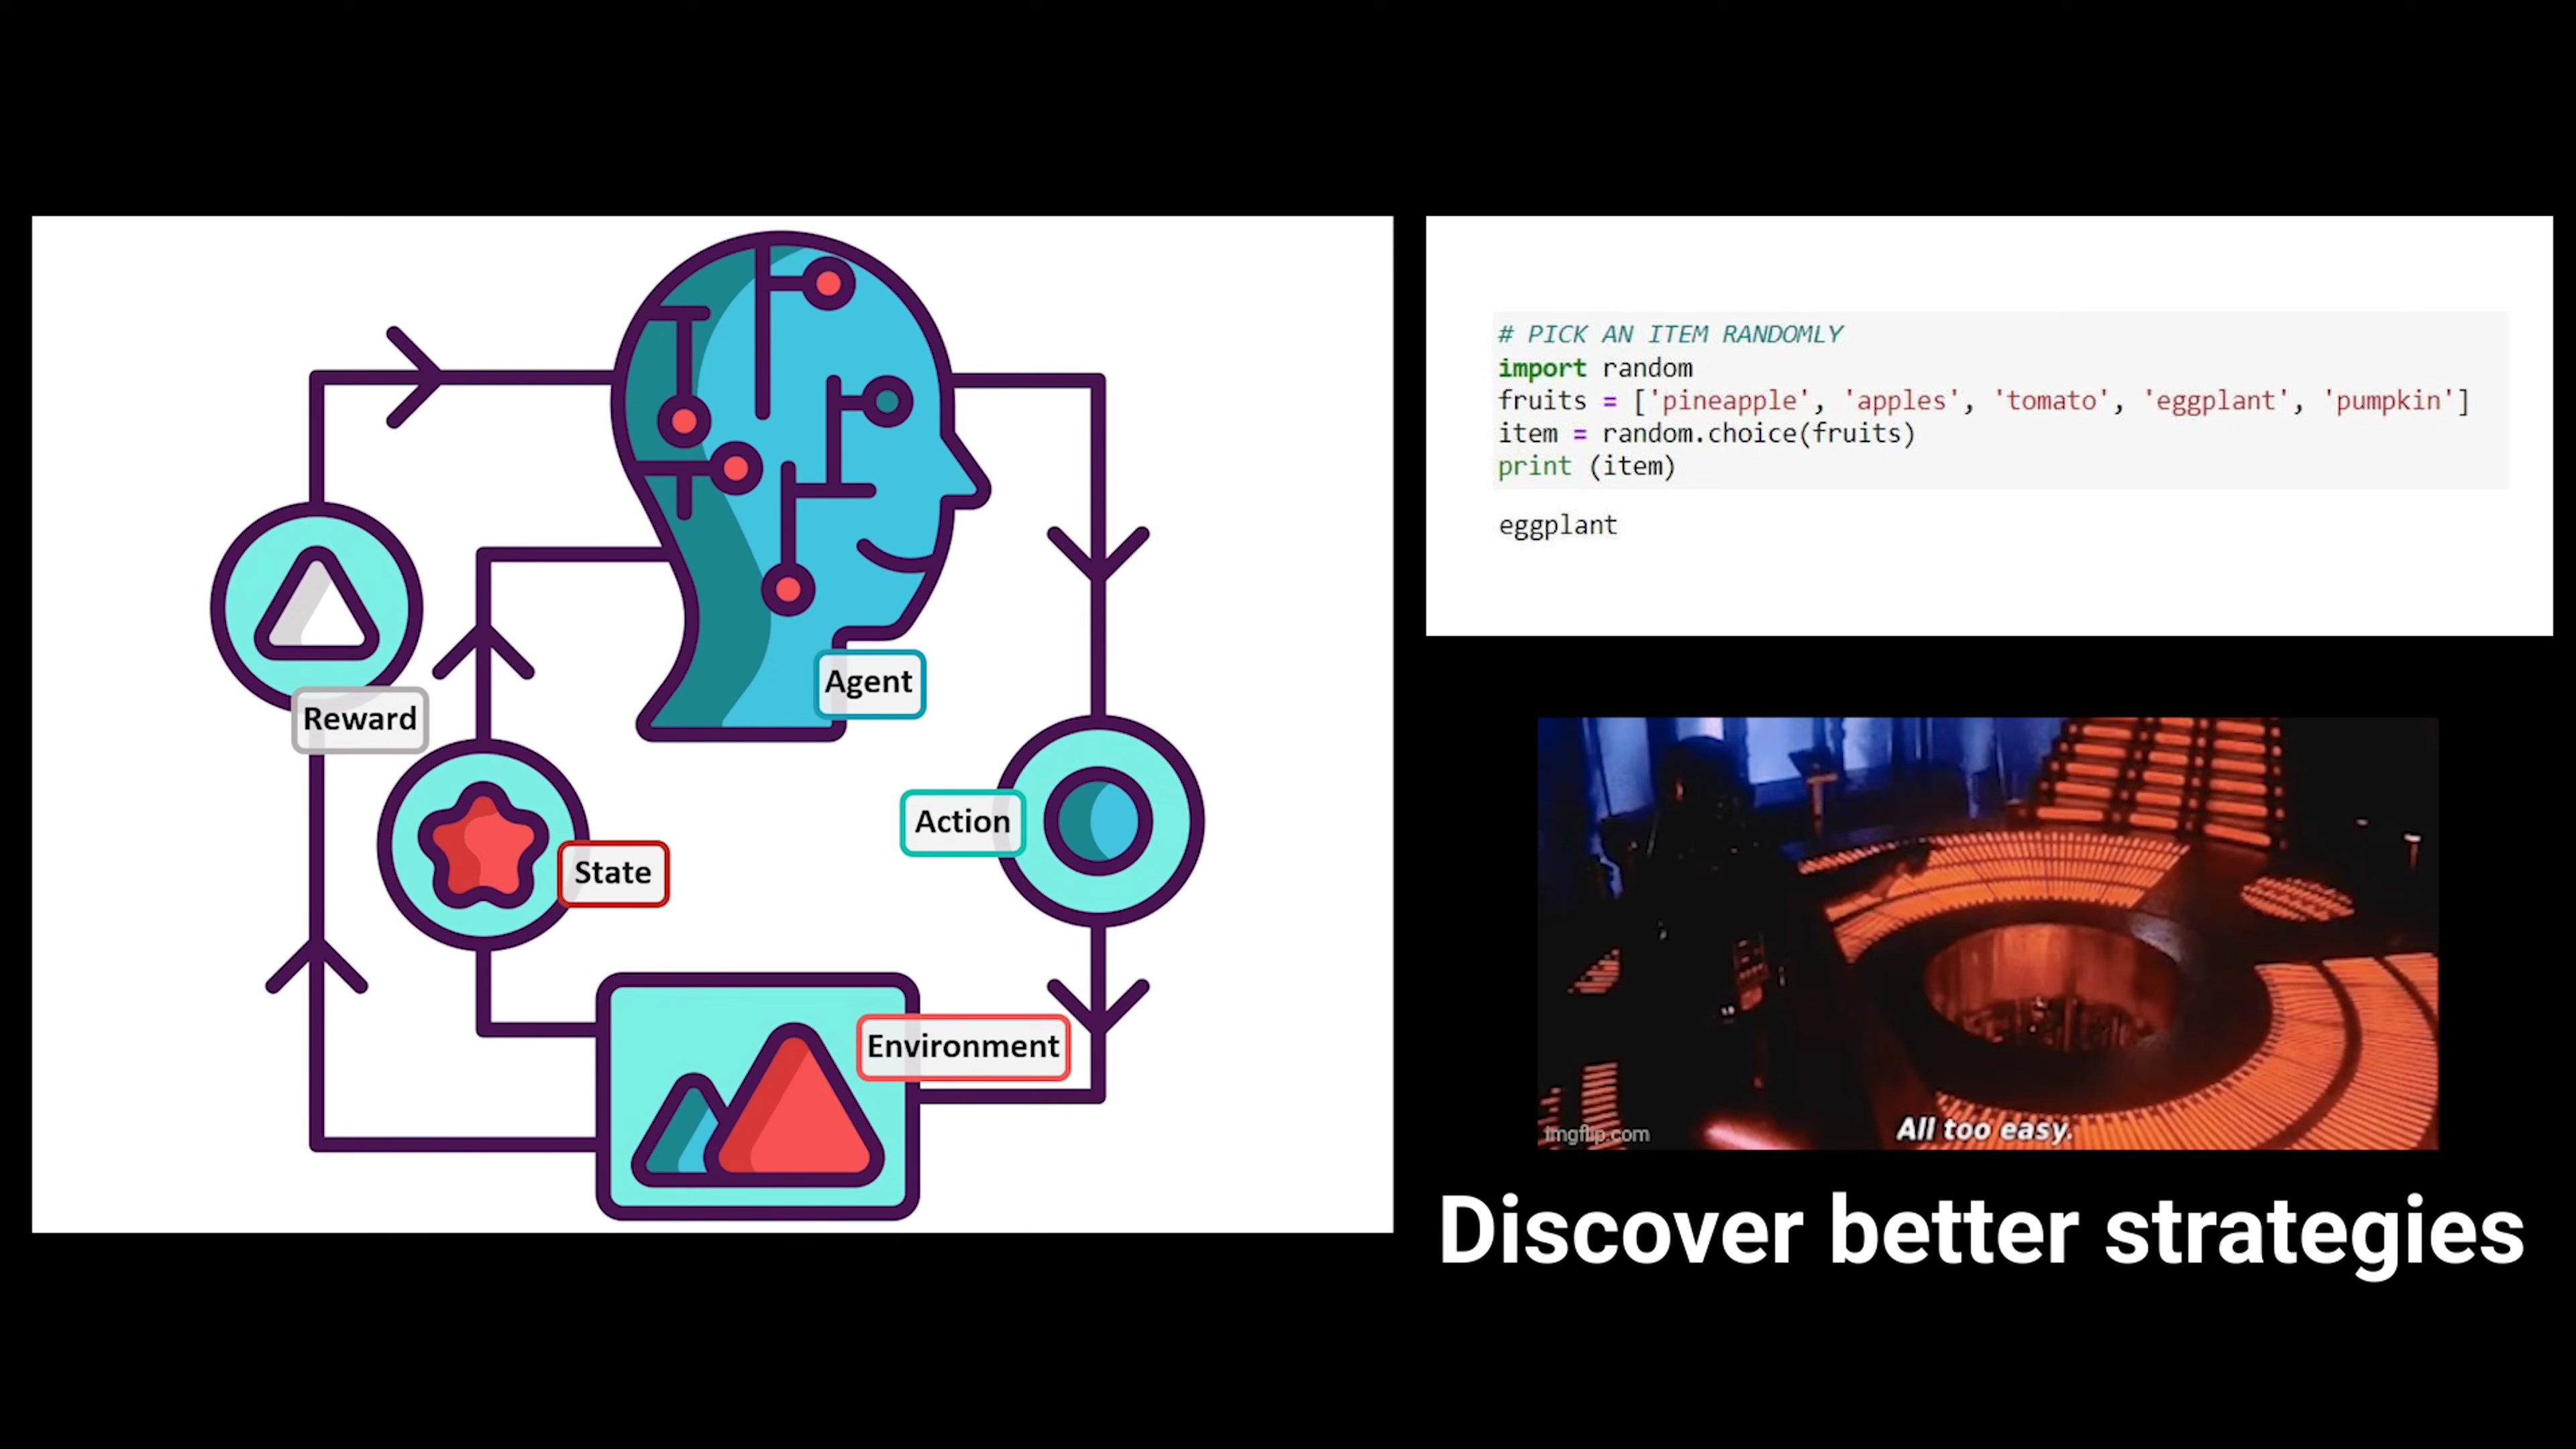 Agent
Reward
Action
State
Environment
# PICK AN ITEM RANDOMLY
import random
fruits = ['pineapple', 'apples', 'tomato', 'eggplant', 'pumpkin']
item = random.choice(fruits)
print (item)
eggplant
All too easy.
imgflip.com
Discover better strategies